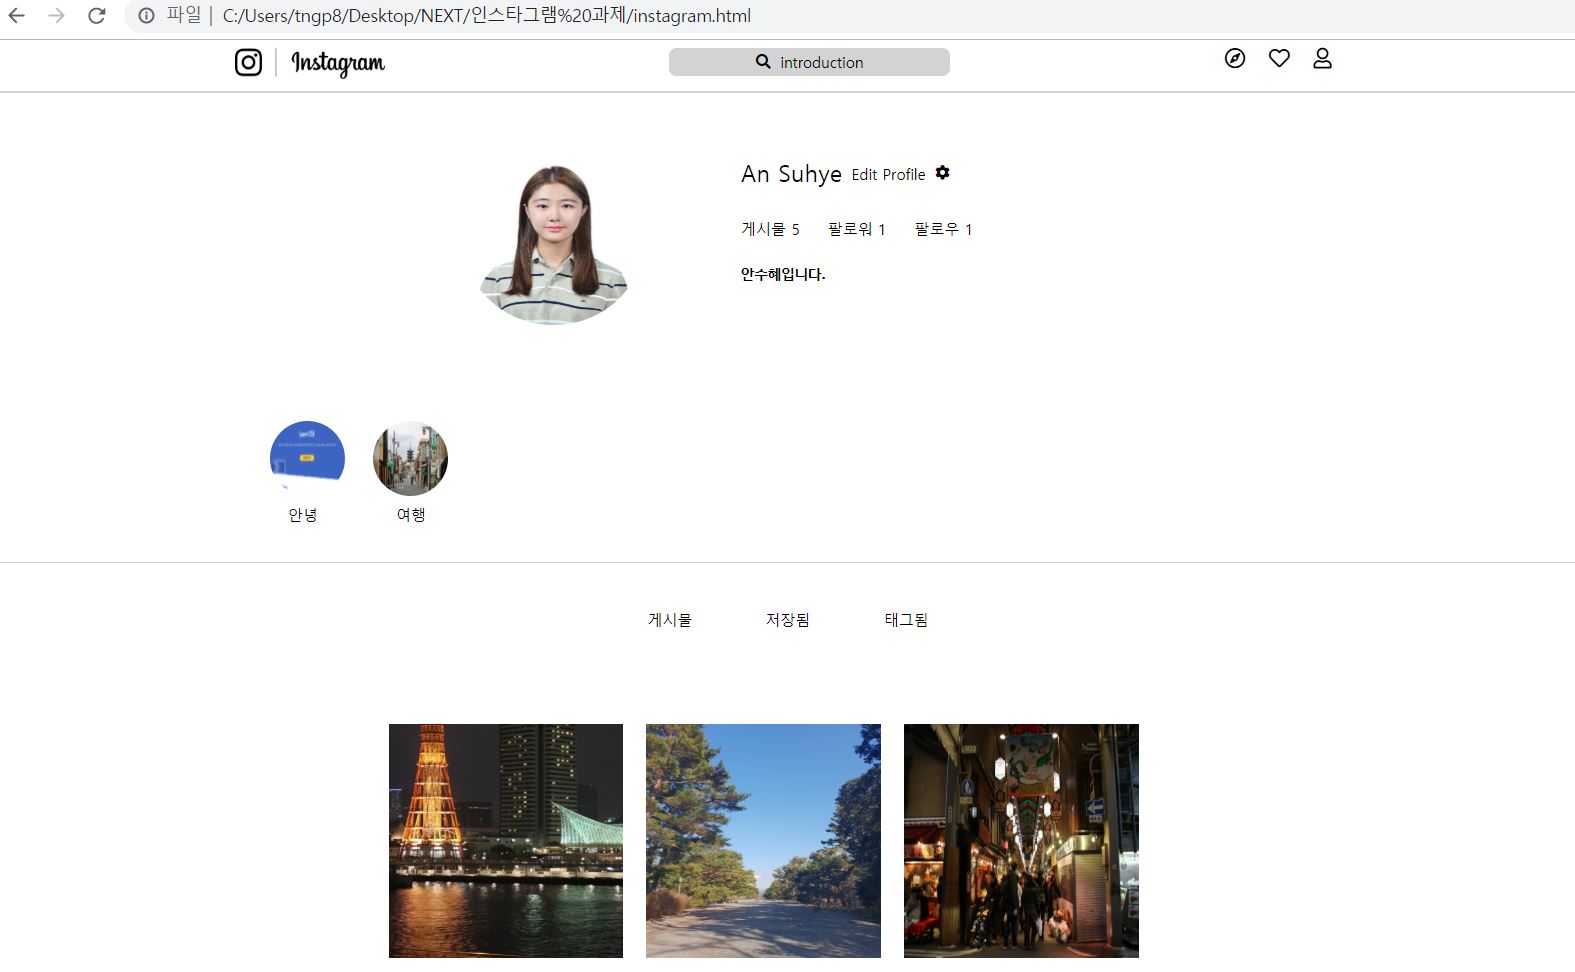 파일 | C:/Users/tngp8/Desktop/NEXT/인스타그램%20과제/instagram.html
Instagram
introduction
An Suhye Edit Profile
게시물 5 팔로워 1 팔로우 1
안수혜입니다.
안녕 여행
게시물 저장됨 태그됨